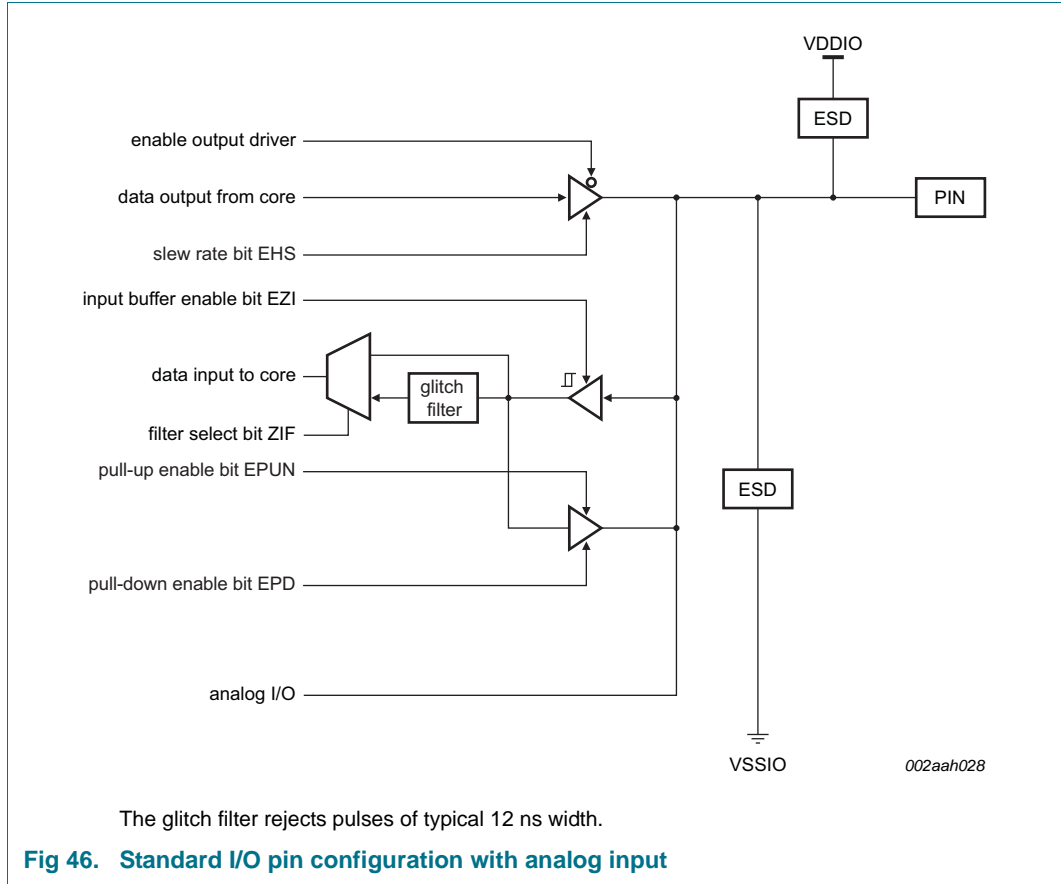 VDDIO
ESD
enable output driver
data output from core
PIN
slew rate bit EHS
input buffer enable bit EZI
data input to core
glitch
filter
filter select bit ZIF
pull-up enable bit EPUN
ESD
pull-down enable bit EPD
analog I/O
VSSIO
002aah028
The glitch filter rejects pulses of typical 12 ns width.
Fig 46. Standard I/O pin configuration with analog input